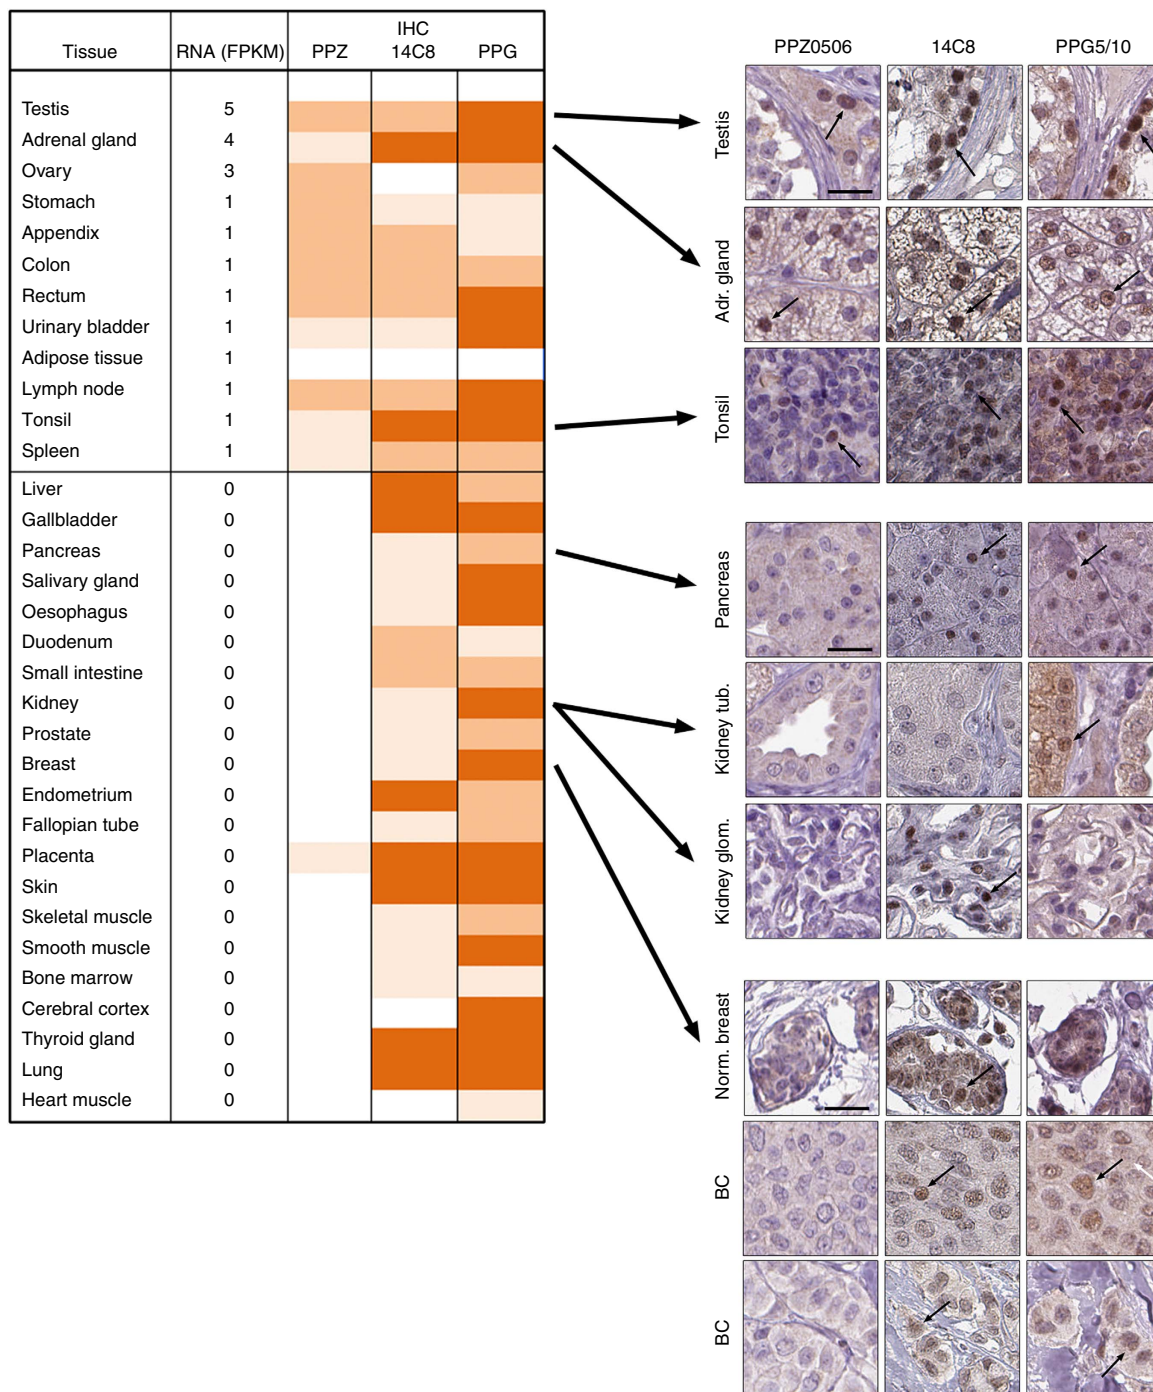 Tissue RNA (FPKM) PPZ IHC 14C8 PPG
Testis 5
Adrenal gland 4
Ovary 3
Stomach 1
Appendix 1
Colon 1
Rectum 1
Urinary bladder 1
Adipose tissue 1
Lymph node 1
Tonsil 1
Spleen 1
Liver 0
Gallbladder 0
Pancreas 0
Salivary gland 0
Oesophagus 0
Duodenum 0
Small intestine 0
Kidney 0
Prostate 0
Breast 0
Endometrium 0
Fallopian tube 0
Placenta 0
Skin 0
Skeletal muscle 0
Smooth muscle 0
Bone marrow 0
Cerebral cortex 0
Thyroid gland 0
Lung 0
Heart muscle 0
PPZ0506 14C8 PPG5/10
Testis
Adr. gland
Tonsil
Pancreas
Kidney tub.
Kidney glom.
Norm. breast
BC
BC